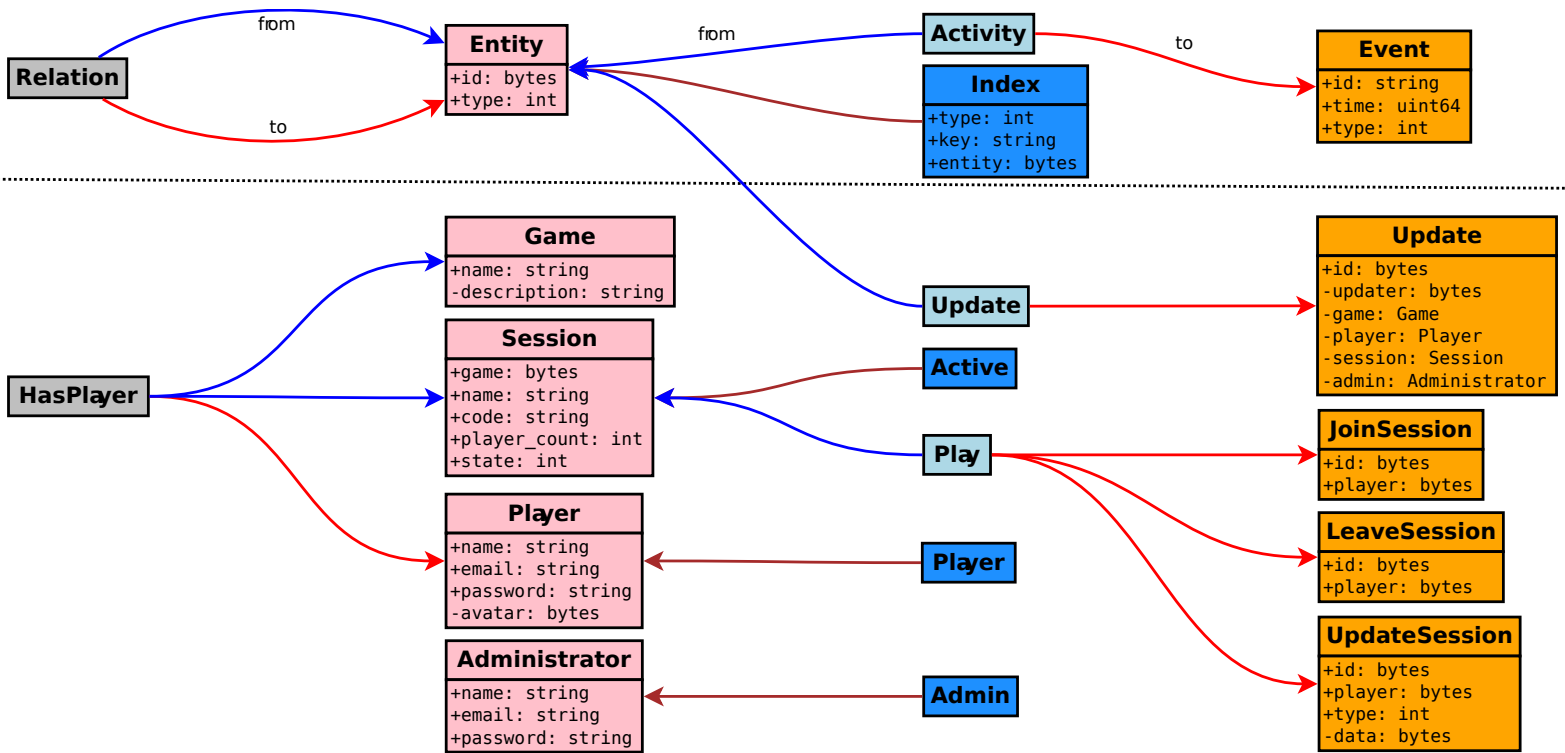 from
Relation
to
Entity
+id: bytes
+type: int
from
Activity
to
Index
+type: int
+key: string
+entity: bytes
Event
+id: string
+time: uint64
+type: int
HasPlayer
Game
+name: string
-description: string
Session
+game: bytes
+name: string
+code: string
+player_count: int
+state: int
Player
+name: string
+email: string
+password: string
-avatar: bytes
Administrator
+name: string
+email: string
+password: string
Update
Active
Play
Player
Admin
Update
+id: bytes
-updater: bytes
-game: Game
-player: Player
-session: Session
-admin: Administrator
JoinSession
+id: bytes
+player: bytes
LeaveSession
+id: bytes
+player: bytes
UpdateSession
+id: bytes
+player: bytes
+type: int
-data: bytes